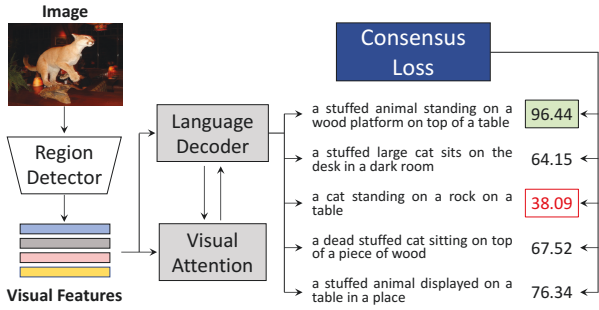 Image
Region
Detector
Visual Features
Language
Decoder
Visual
Attention
Consensus
Loss
a stuffed animal standing on a
wood platform on top of a table
96.44
a stuffed large cat sits on the
desk in a dark room
64.15
a cat standing on a rock on a
table
38.09
a dead stuffed cat sitting on top
of a piece of wood
67.52
a stuffed animal displayed on a
table in a place
76.34